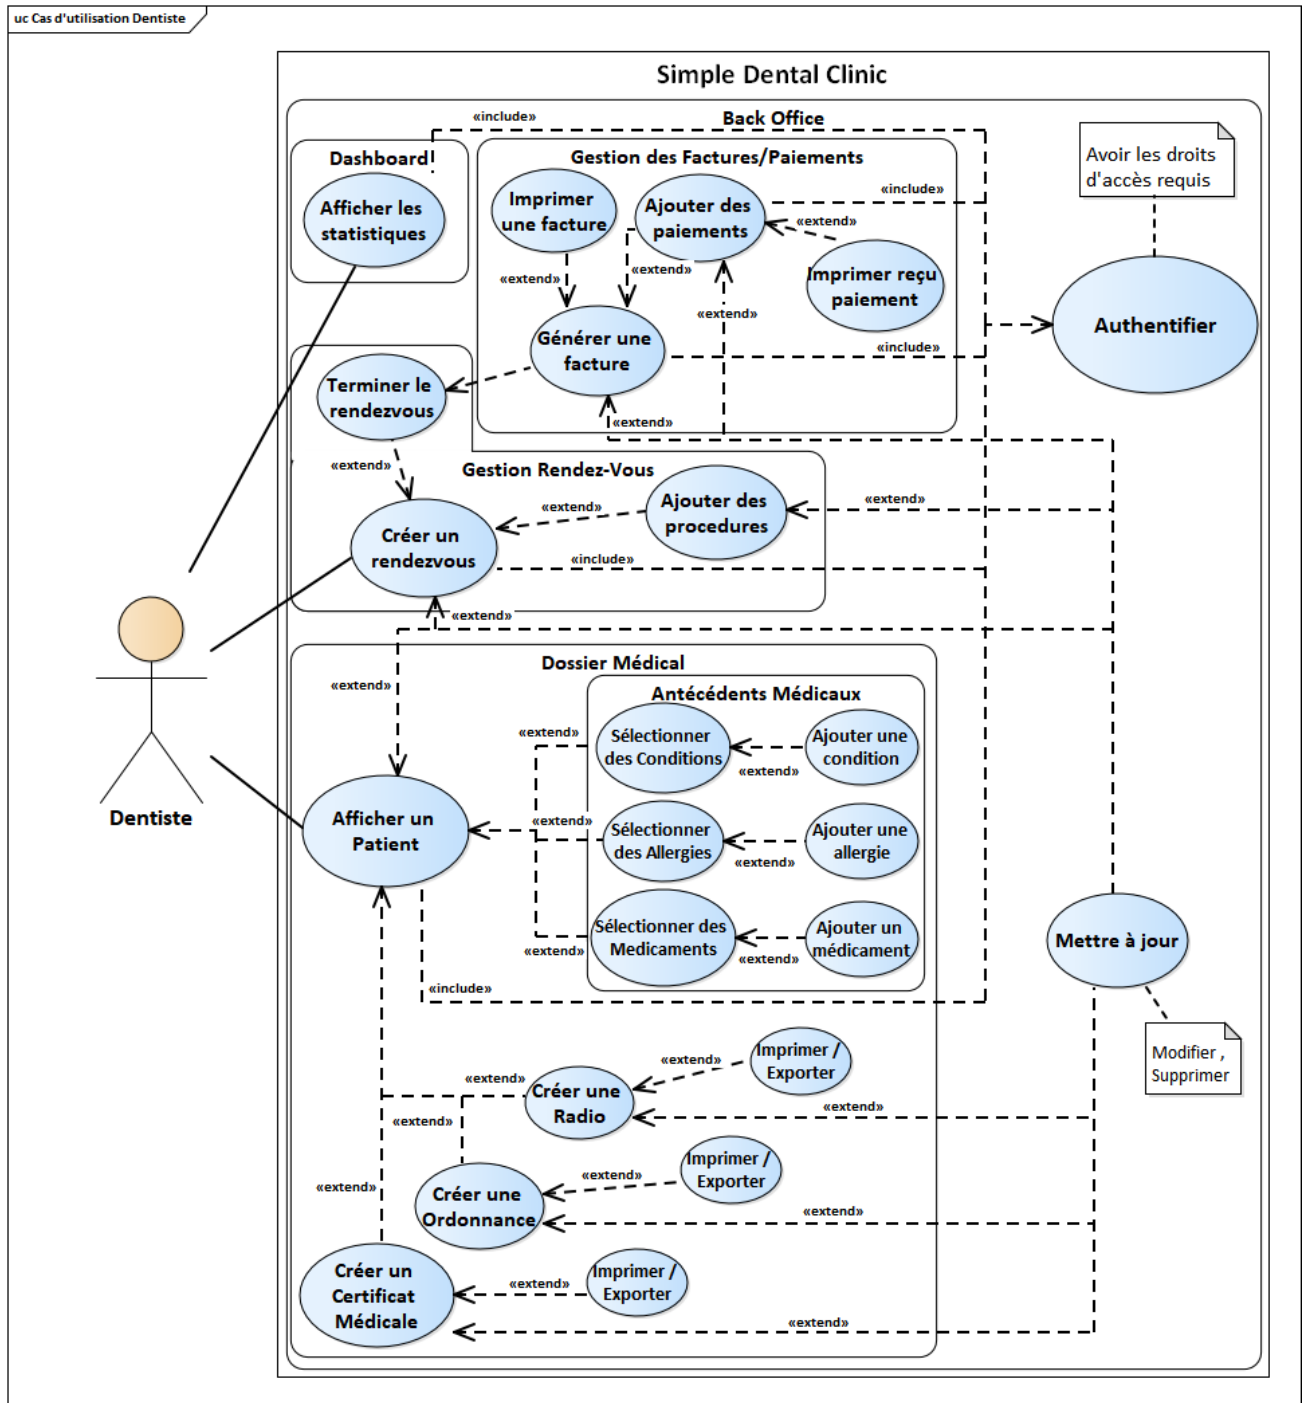 uc Cas d'utilisation Dentiste
Simple Dental Clinic
«include»
Back Office
Dashboard
Gestion des Factures/Paiements
Avoir les droits
d'accès requis
Afficher les
statistiques
Imprimer
une facture
Ajouter des
paiements
«include»
«extend»
«extend»
«extend»
Imprimer reçu
paiement
«extend»
Authentifier
Générer une
facture
«include»
Terminer le
rendezvous
«extend»
«extend»
Gestion Rendez-Vous
Ajouter des
procedures
«extend»
«extend»
Créer un
rendezvous
«include»
«extend»
Dossier Médical
«extend»
Antécédents Médicaux
«extend»
Sélectionner
des Conditions
Ajouter une
condition
«extend»
Dentiste
Afficher un
Patient
«extend»
Sélectionner
des Allergies
Ajouter une
allergie
«extend»
Sélectionner des
Medicaments
Ajouter un
médicament
«extend»
«extend»
Mettre à jour
«include»
Modifier ,
Supprimer
Imprimer /
Exporter
«extend»
«extend»
Créer une
Radio
«extend»
«extend»
Imprimer /
Exporter
«extend»
«extend»
Créer une
Ordonnance
«extend»
Créer un
Certificat
Médicale
Imprimer /
Exporter
«extend»
«extend»